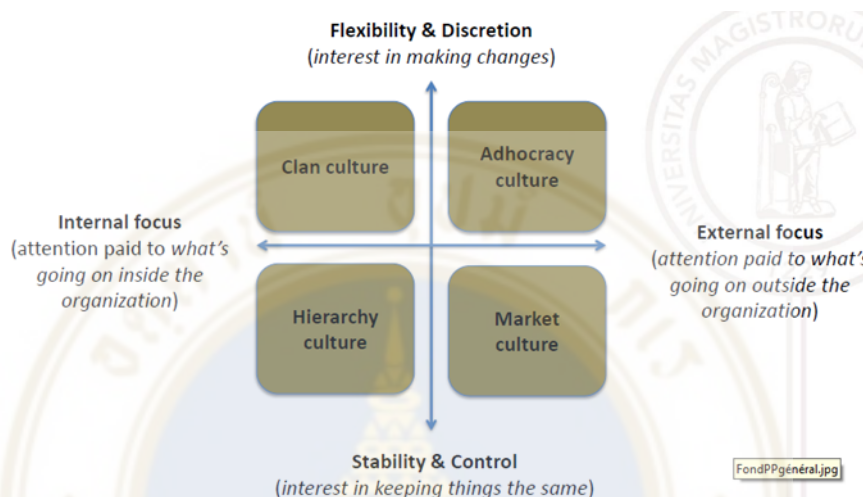 Flexibility & Discretion
(interest in making changes)
Clan culture
Adhocracy
culture
Internal focus
(attention paid to what's
going on inside the
organization)
External focus
(attention paid to what's
going on outside the
organization)
Hierarchy
culture
Market
culture
Stability & Control
(interest in keeping things the same)
FondPPgénéral.jpg
UNIVERSITAS MAGISTRORUM